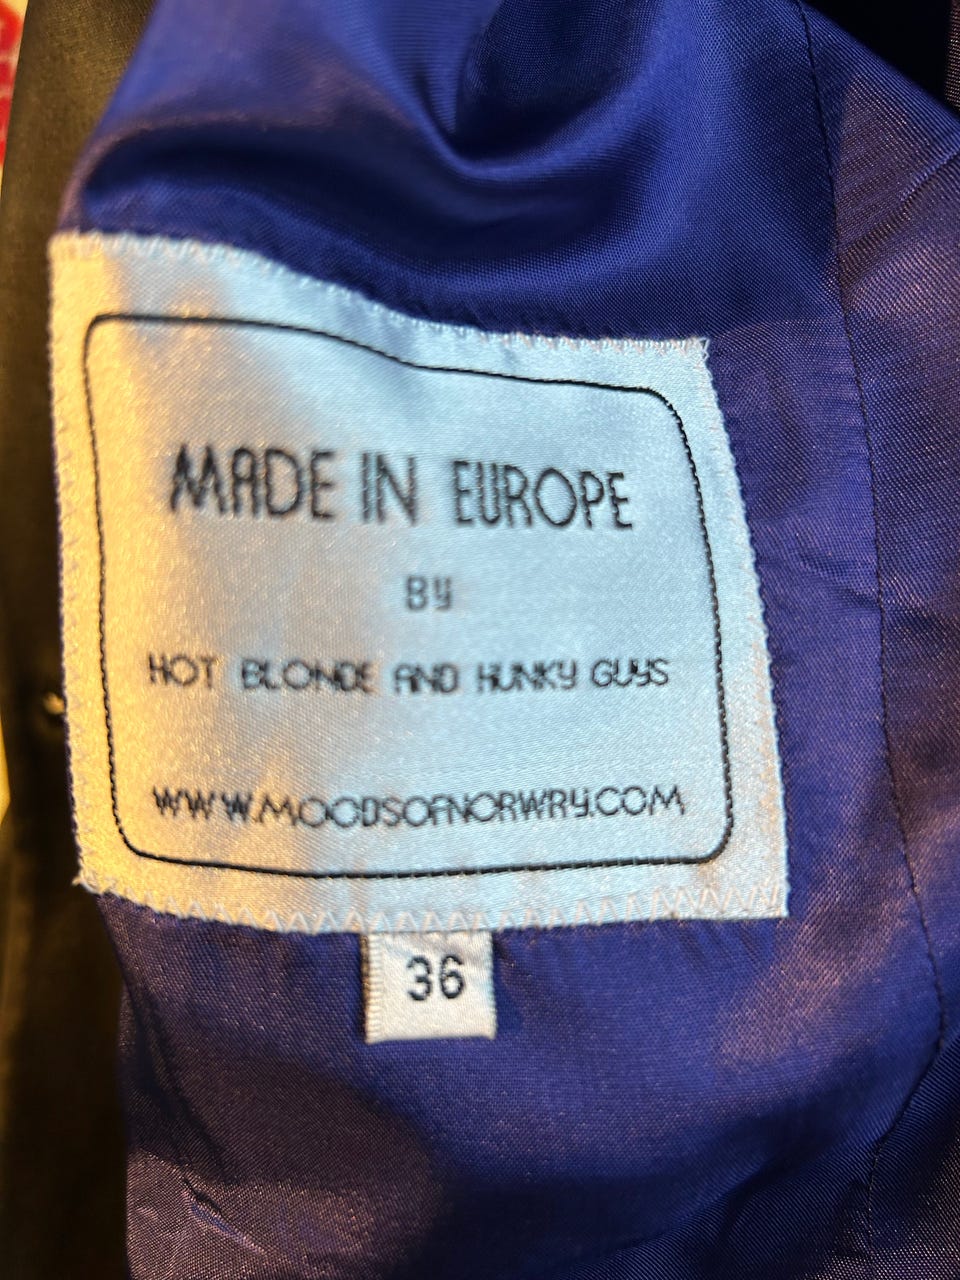 MADE IN EUROPE
BY
HOT BLONDE AND HUNKY GUYS
WWW.MOODSOFNORWAY.COM
36